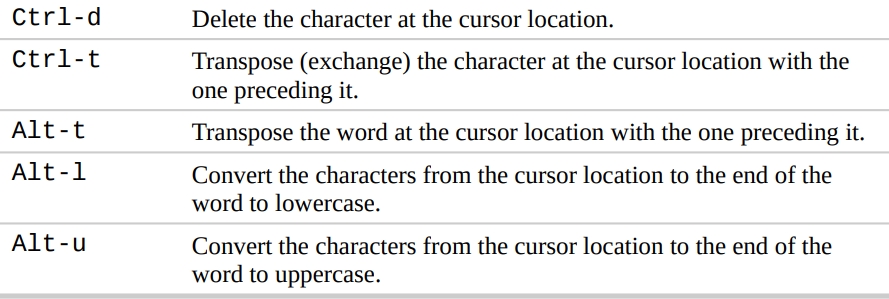 Ctrl-d Delete the character at the cursor location.
Ctrl-t Transpose (exchange) the character at the cursor location with the
one preceding it.
Alt-t Transpose the word at the cursor location with the one preceding it.
Alt-l Convert the characters from the cursor location to the end of the
word to lowercase.
Alt-u Convert the characters from the cursor location to the end of the
word to uppercase.